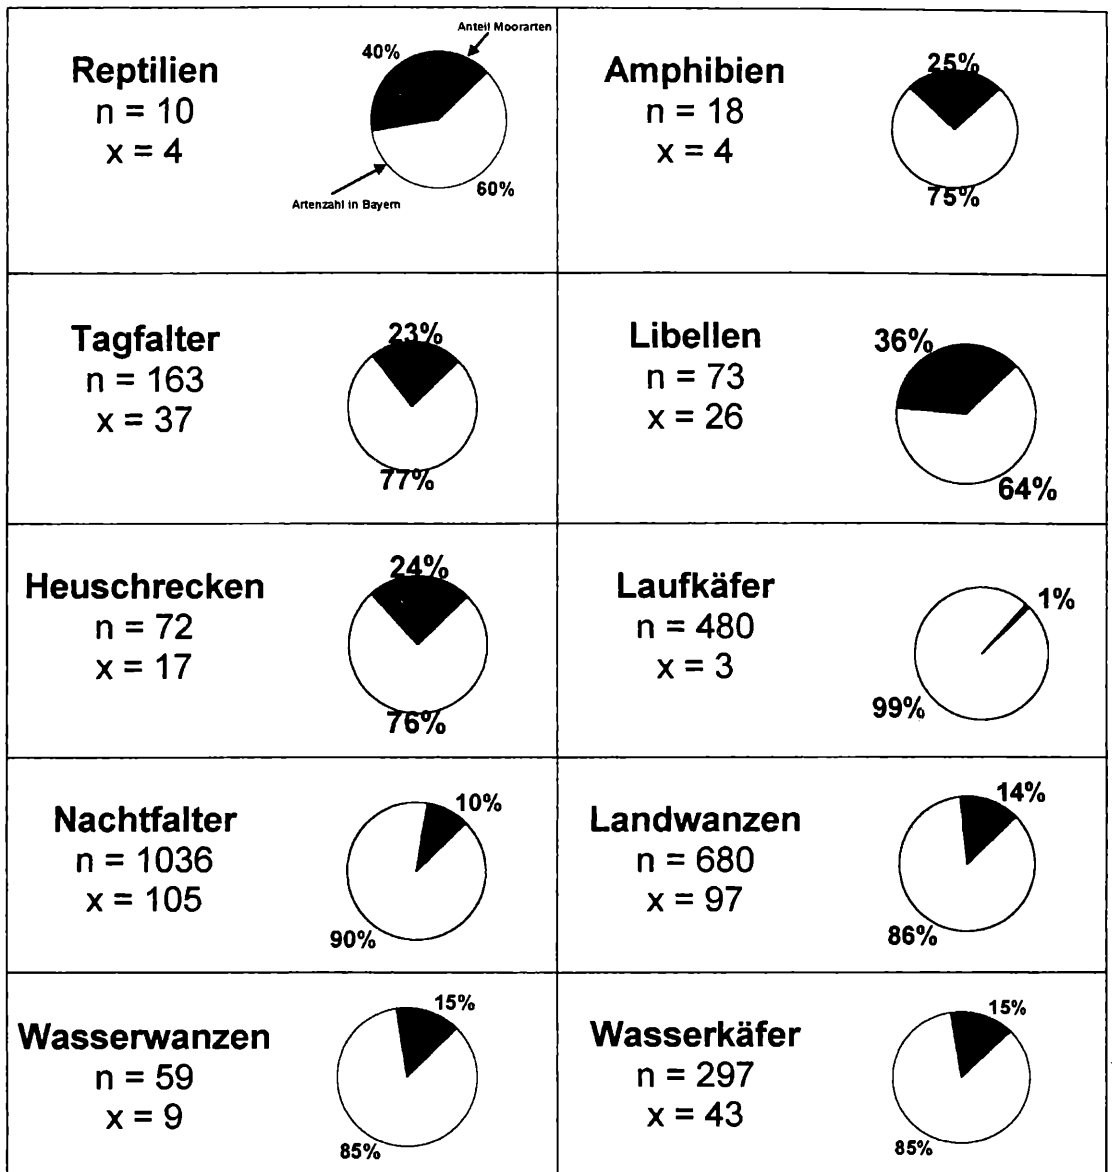 Reptilien
n = 10
x = 4
Anteil Moorarten
40%
60%
Artenzahl in Bayern
Amphibien
n = 18
x = 4
25%
75%
Tagfalter
n = 163
x = 37
23%
77%
Libellen
n = 73
x = 26
36%
64%
Heuschrecken
n = 72
x = 17
24%
76%
Laufkäfer
n = 480
x = 3
1%
99%
Nachtfalter
n = 1036
x = 105
10%
90%
Landwanzen
n = 680
x = 97
14%
86%
Wasserwanzen
n = 59
x = 9
15%
85%
Wasserkäfer
n = 297
x = 43
15%
85%